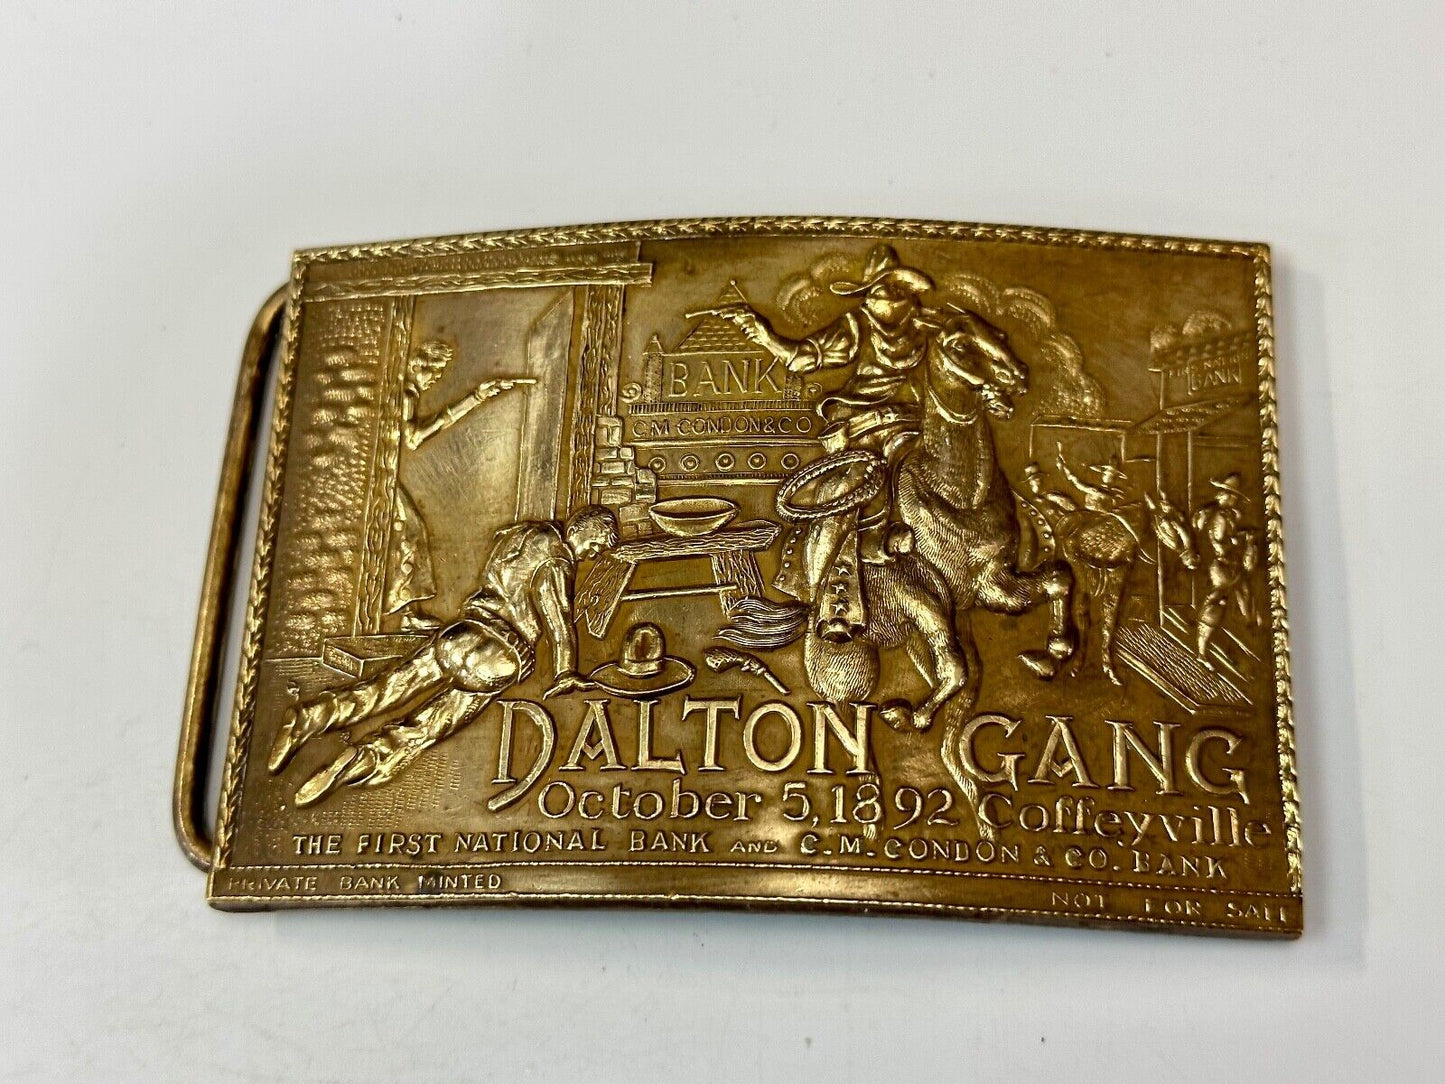 BANK
C.M. CONDON & CO
BANK
DALTON GANG
October 5, 1892 Coffeyville
THE FIRST NATIONAL BANK AND C.M. CONDON & CO. BANK
PRIVATE BANK MINTED
NOT FOR SALE